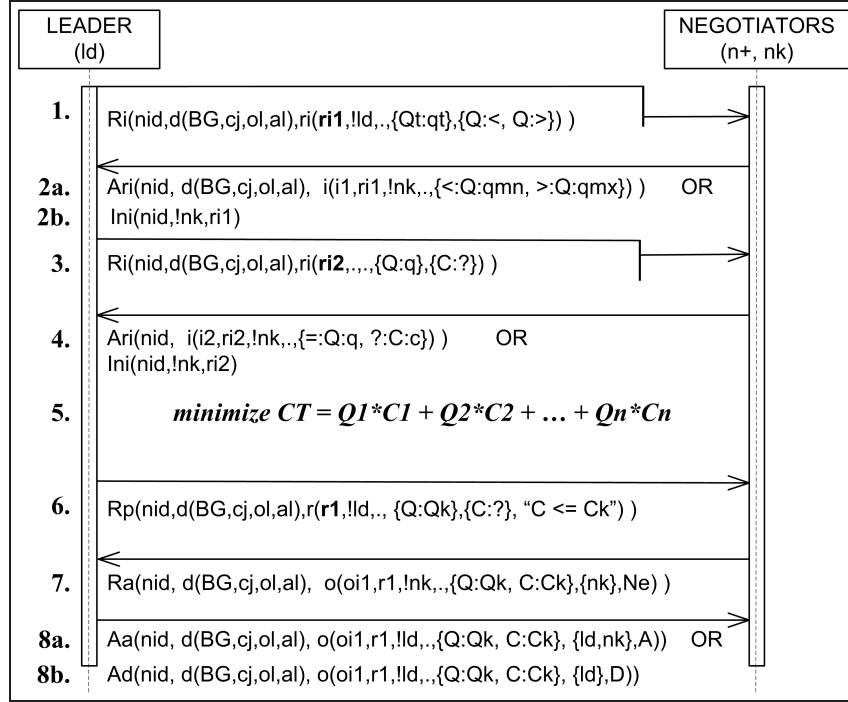 LEADER
(ld)
NEGOTIATORS
(n+, nk)
1.
Ri(nid,d(BG,cj,ol,al),ri(ri1,!ld,.,{Qt:qt},{Q:<, Q:>}) )
2a.
Ari(nid, d(BG,cj,ol,al), i(i1,ri1,!nk,.,{<:Q:qmn, >:Q:qmx}) ) OR
2b.
Ini(nid,!nk,ri1)
3.
Ri(nid,d(BG,cj,ol,al),ri(ri2,.,.,{Q:q},{C:?}) )
4.
Ari(nid, i(i2,ri2,!nk,.,{=:Q:q, ?:C:c}) ) OR
Ini(nid,!nk,ri2)
5.
minimize CT = Q1*C1 + Q2*C2 + … + Qn*Cn
6.
Rp(nid,d(BG,cj,ol,al),r(r1,!ld,., {Q:Qk},{C:?}, “C <= Ck”) )
7.
Ra(nid, d(BG,cj,ol,al), o(oi1,r1,!nk,.,{Q:Qk, C:Ck},{nk},Ne) )
8a.
Aa(nid, d(BG,cj,ol,al), o(oi1,r1,!ld,.,{Q:Qk, C:Ck}, {ld,nk},A)) OR
8b.
Ad(nid, d(BG,cj,ol,al), o(oi1,r1,!ld,.,{Q:Qk, C:Ck}, {ld},D))